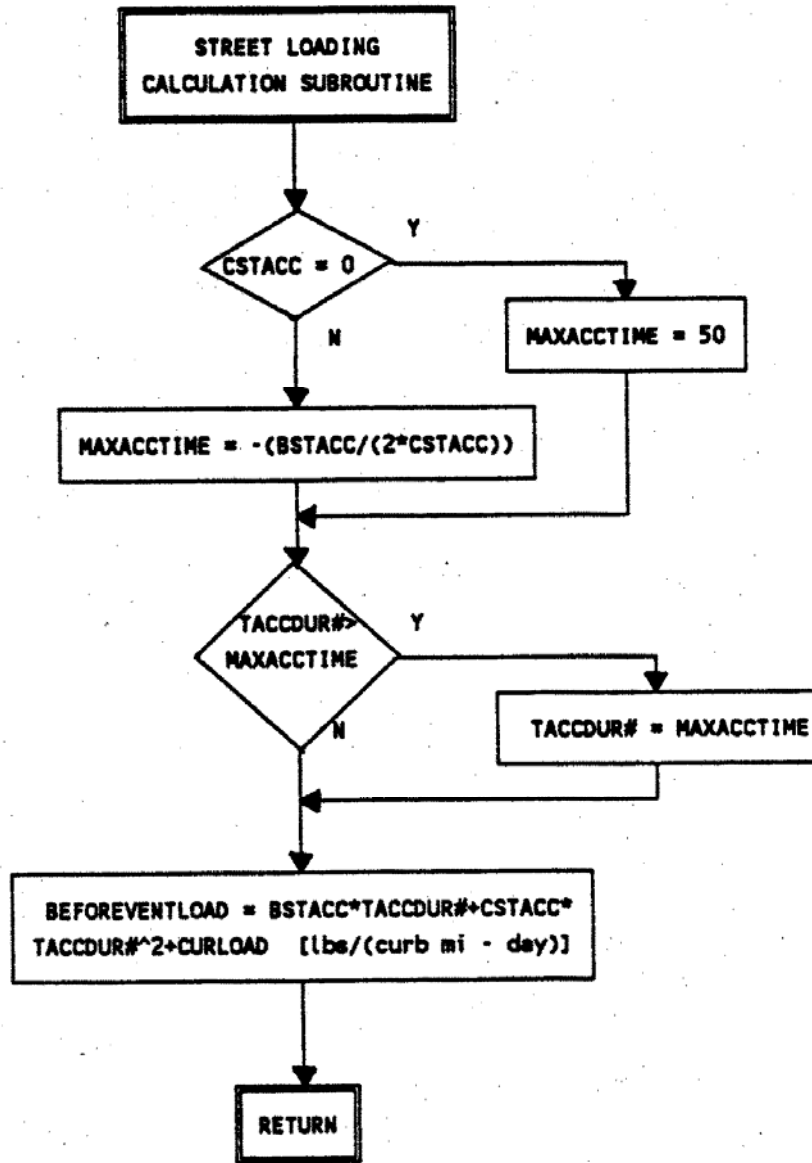 STREET LOADING
CALCULATION SUBROUTINE
CSTACC = 0
Y
N
MAXACCTIME = 50
MAXACCTIME = -(BSTACC/(2*CSTACC))
TACCDUR#>
MAXACCTIME
Y
N
TACCDUR# = MAXACCTIME
BEFOREVENTLOAD = BSTACC*TACCDUR#+CSTACC*
TACCDUR#^2+CURLOAD [lbs/(curb mi - day)]
RETURN